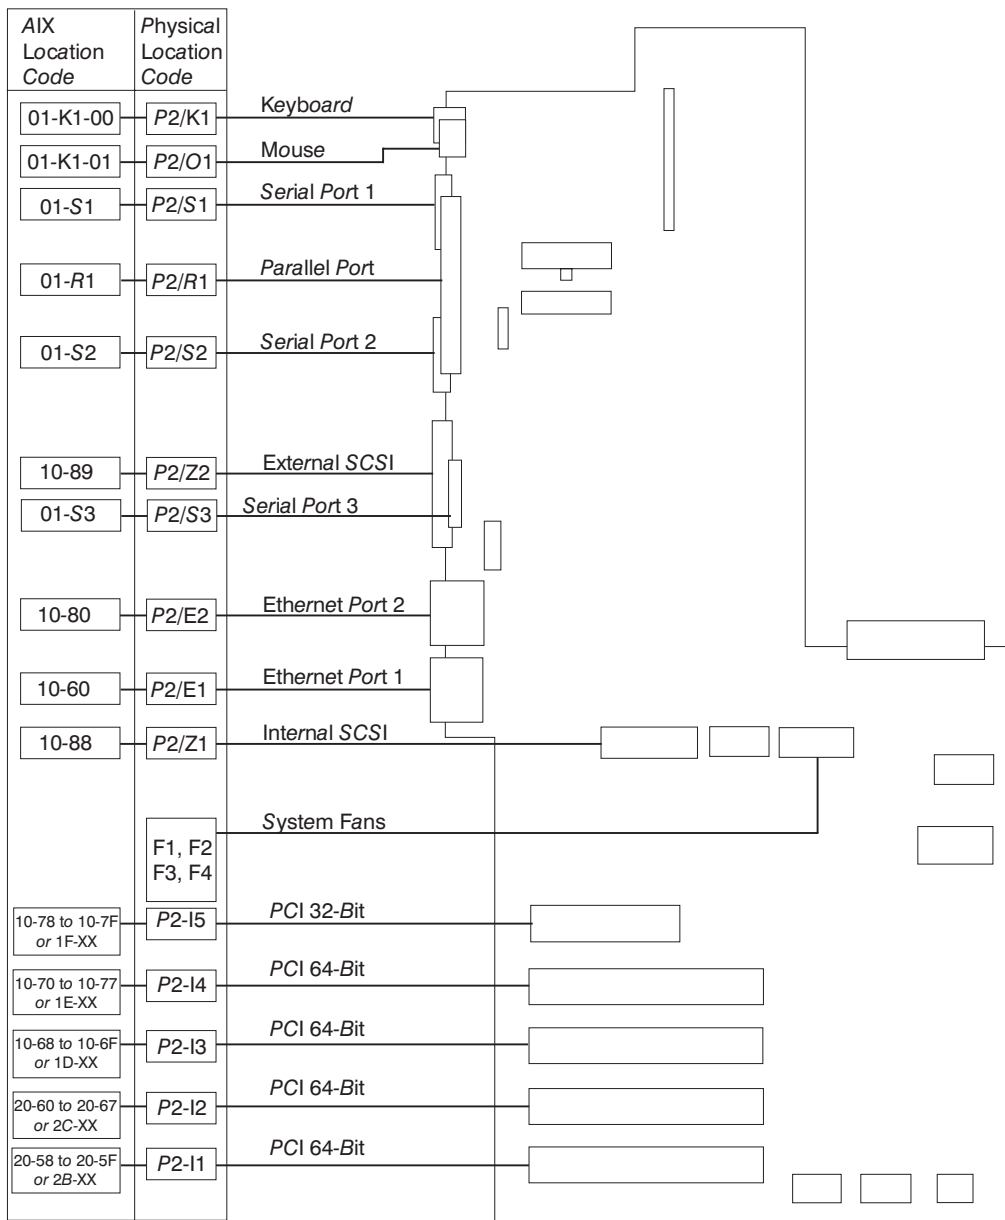 AIX Location Code
Physical Location Code
01-K1-00 P2/K1 Keyboard
01-K1-01 P2/O1 Mouse
01-S1 P2/S1 Serial Port 1
01-R1 P2/R1 Parallel Port
01-S2 P2/S2 Serial Port 2
10-89 P2/Z2 External SCSI
01-S3 P2/S3 Serial Port 3
10-80 P2/E2 Ethernet Port 2
10-60 P2/E1 Ethernet Port 1
10-88 P2/Z1 Internal SCSI
System Fans
F1, F2
F3, F4
10-78 to 10-7F
or 1F-XX
P2-I5 PCI 32-Bit
10-70 to 10-77
or 1E-XX
P2-I4 PCI 64-Bit
10-68 to 10-6F
or 1D-XX
P2-I3 PCI 64-Bit
20-60 to 20-67
or 2C-XX
P2-I2 PCI 64-Bit
20-58 to 20-5F
or 2B-XX
P2-I1 PCI 64-Bit